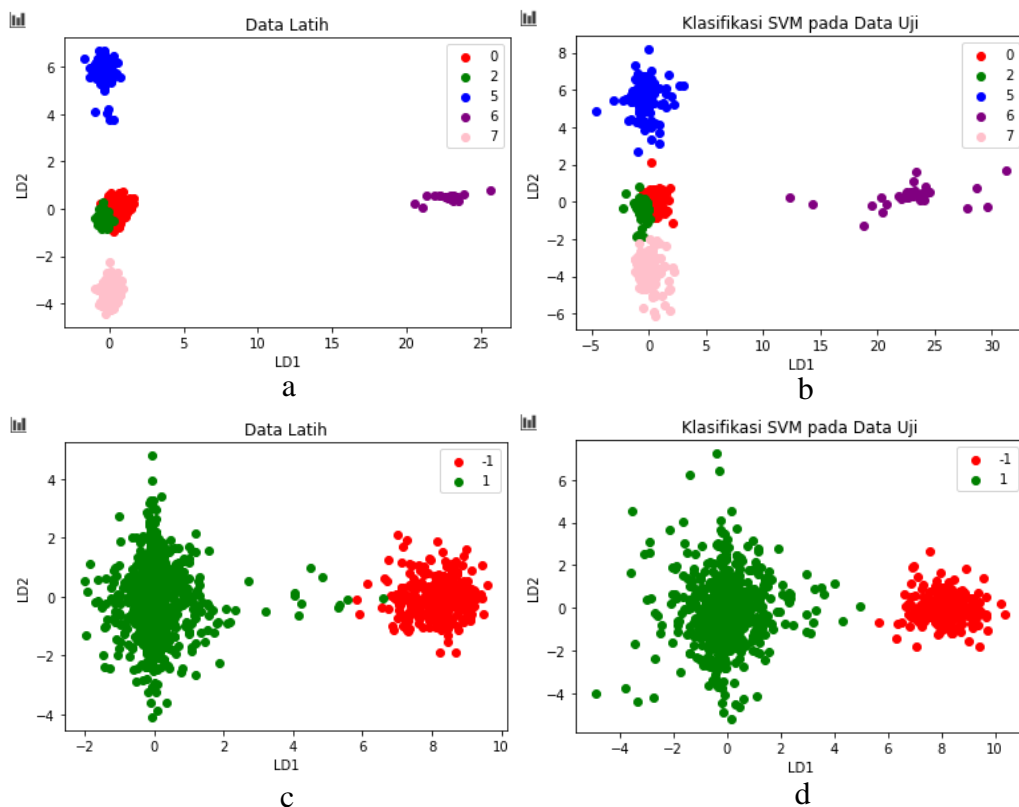 Data Latih
LD2
6
4
2
0
−2
−4
0
2
5
6
7
0 5 10 15 20 25
LD1
a
Klasifikasi SVM pada Data Uji
LD2
8
6
4
2
0
−2
−4
−6
0
2
5
6
7
−5 0 5 10 15 20 25 30
LD1
b
Data Latih
LD2
4
2
0
−2
−4
-1
1
−2 0 2 4 6 8 10
LD1
c
Klasifikasi SVM pada Data Uji
LD2
6
4
2
0
−2
−4
-1
1
−4 −2 0 2 4 6 8 10
LD1
d